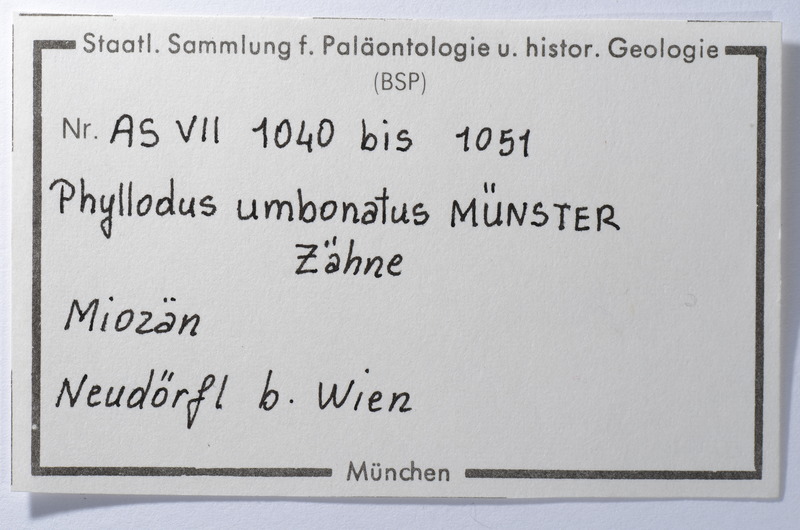 Staatl. Sammlung f. Paläontologie u. histor. Geologie
(BSP)
Nr. AS VII 1040 bis 1051
Phyllodus umbonatus MÜNSTER
Zähne
Miozän
Neudörfl b. Wien
München